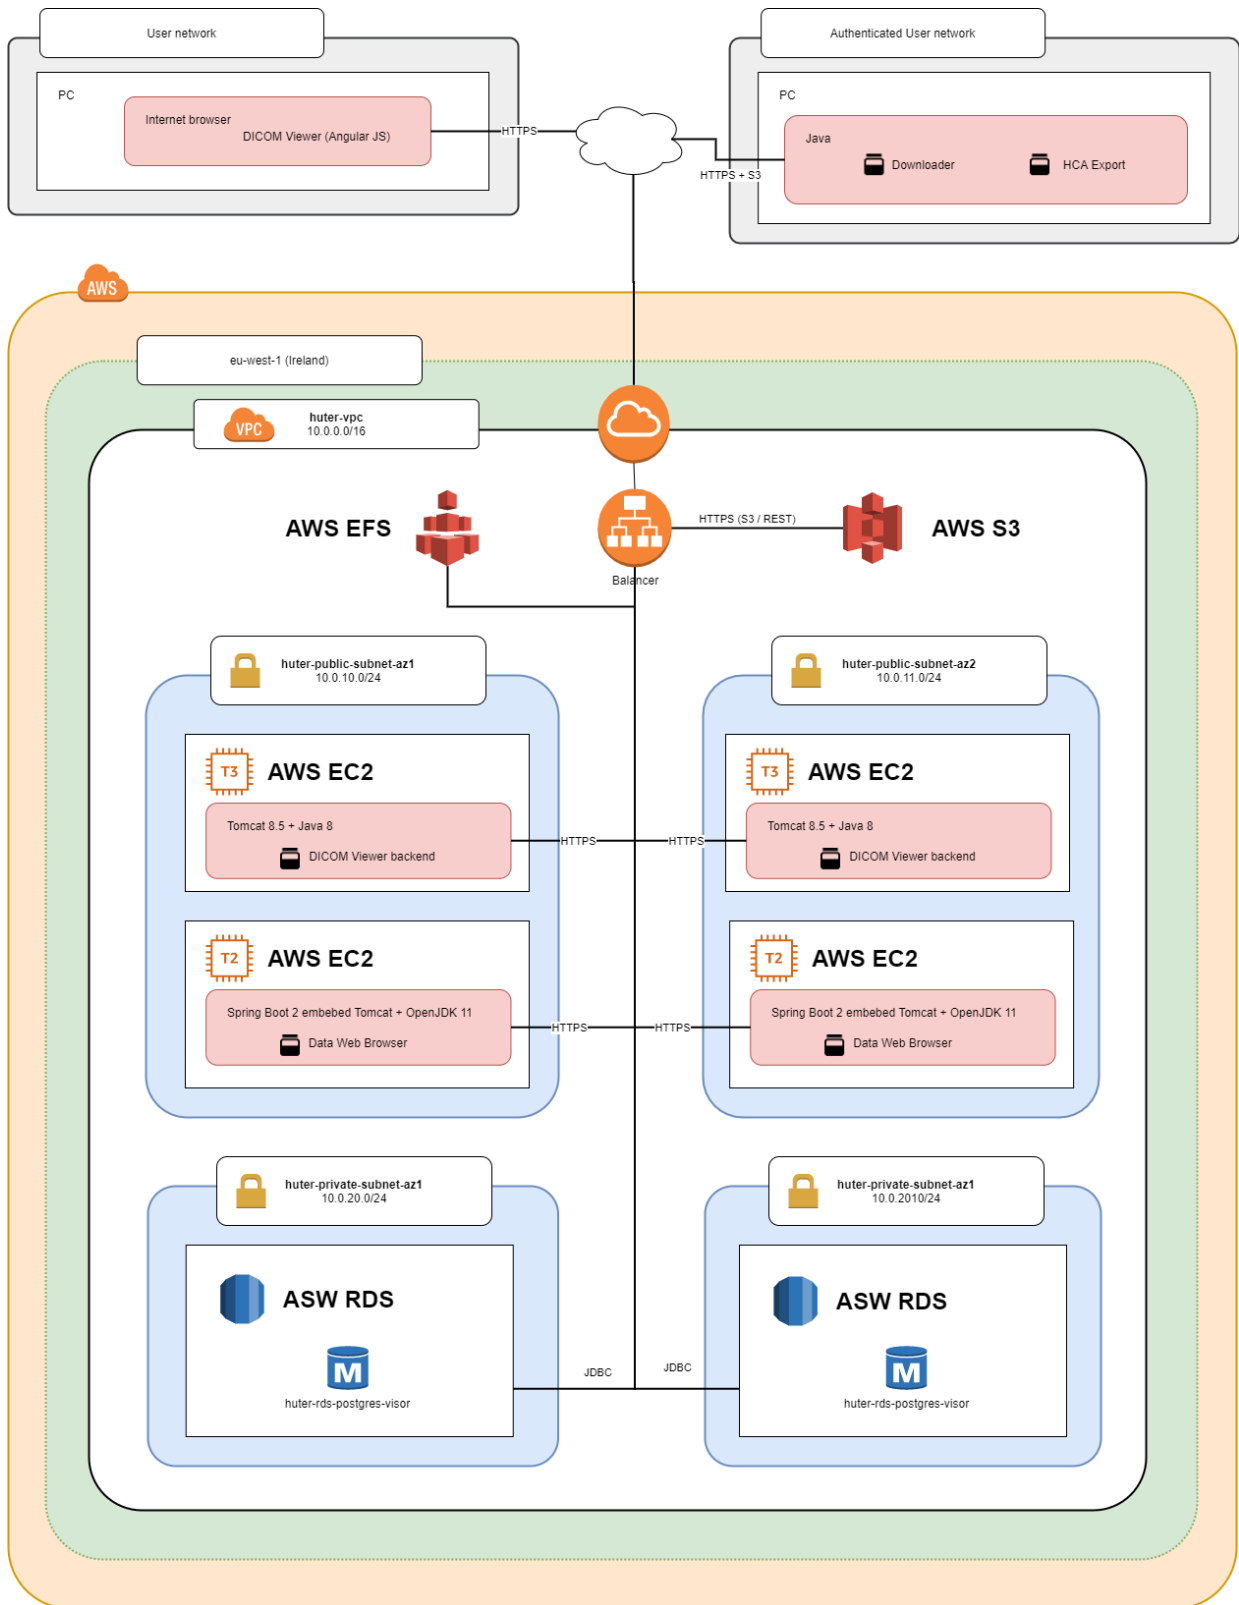 User network
Authenticated User network
PC
Internet browser
DICOM Viewer (Angular JS)
HTTPS
PC
Java
Downloader
HCA Export
HTTPS + S3
AWS
eu-west-1 (Ireland)
VPC
huter-vpc
10.0.0.0/16
AWS EFS
HTTPS (S3 / REST)
AWS S3
Balancer
huter-public-subnet-az1
10.0.10.0/24
huter-public-subnet-az2
10.0.11.0/24
T3
AWS EC2
Tomcat 8.5 + Java 8
DICOM Viewer backend
HTTPS
HTTPS
T3
AWS EC2
Tomcat 8.5 + Java 8
DICOM Viewer backend
T2
AWS EC2
Spring Boot 2 embebed Tomcat + OpenJDK 11
Data Web Browser
HTTPS
HTTPS
T2
AWS EC2
Spring Boot 2 embebed Tomcat + OpenJDK 11
Data Web Browser
huter-private-subnet-az1
10.0.20.0/24
huter-private-subnet-az1
10.0.2010/24
ASW RDS
M
huter-rds-postgres-visor
JDBC
JDBC
ASW RDS
M
huter-rds-postgres-visor